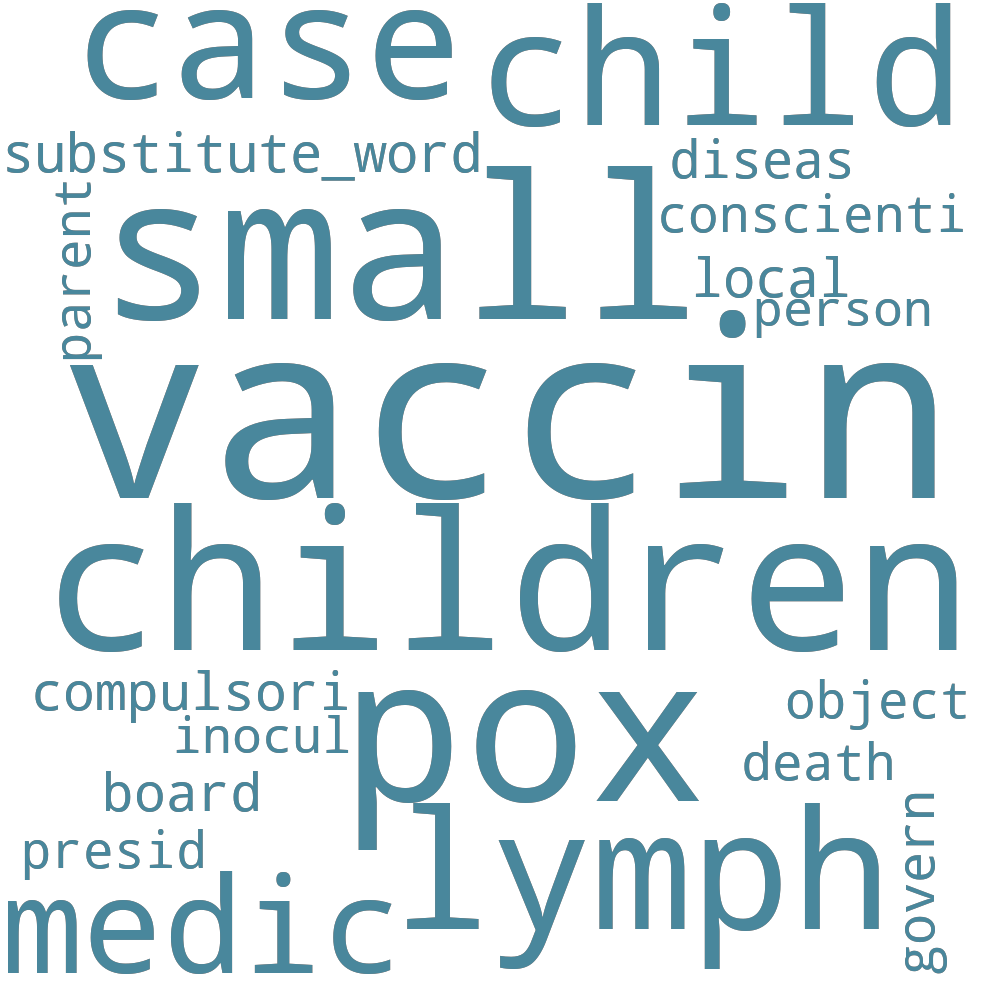 case
child
substitute_word
diseas
parent
small
conscienti
local
person
vaccin
children
compulsori
pox
object
inocul
death
board
lymph
govern
presid
medic